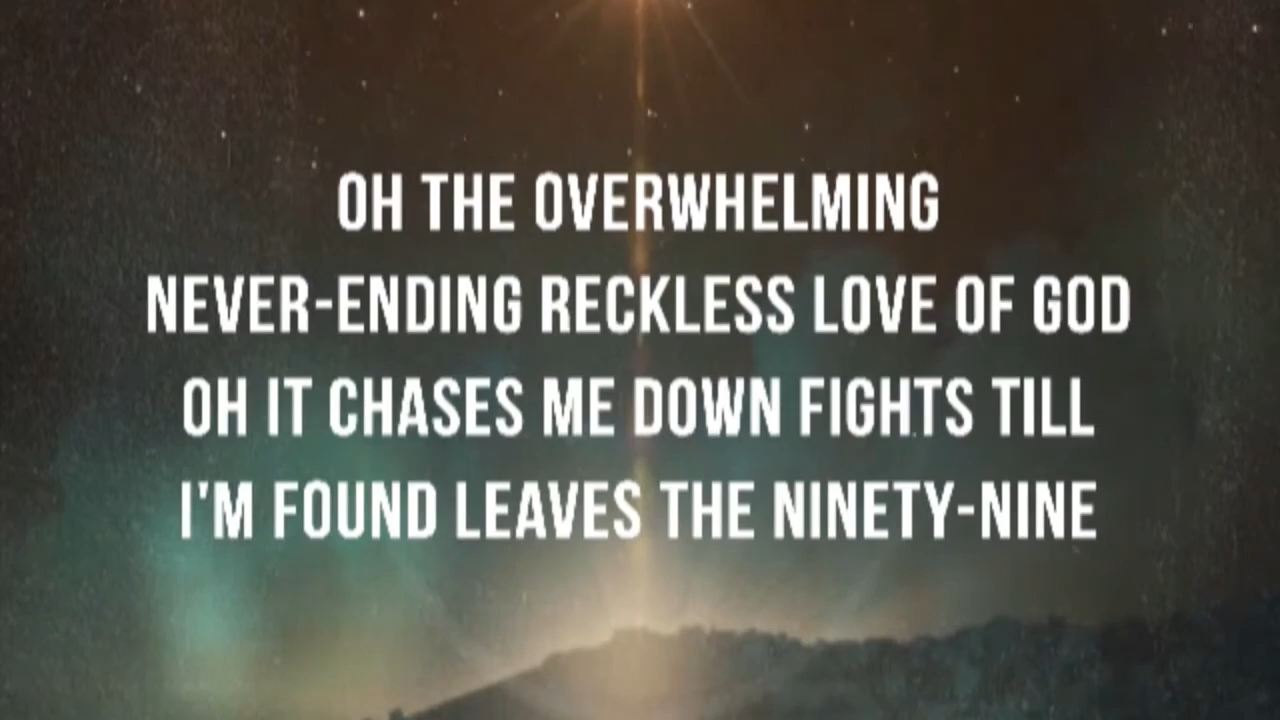 OH THE OVERWHELMING
NEVER-ENDING RECKLESS LOVE OF GOD
OH IT CHASES ME DOWN FIGHTS TILL
I'M FOUND LEAVES THE NINETY-NINE